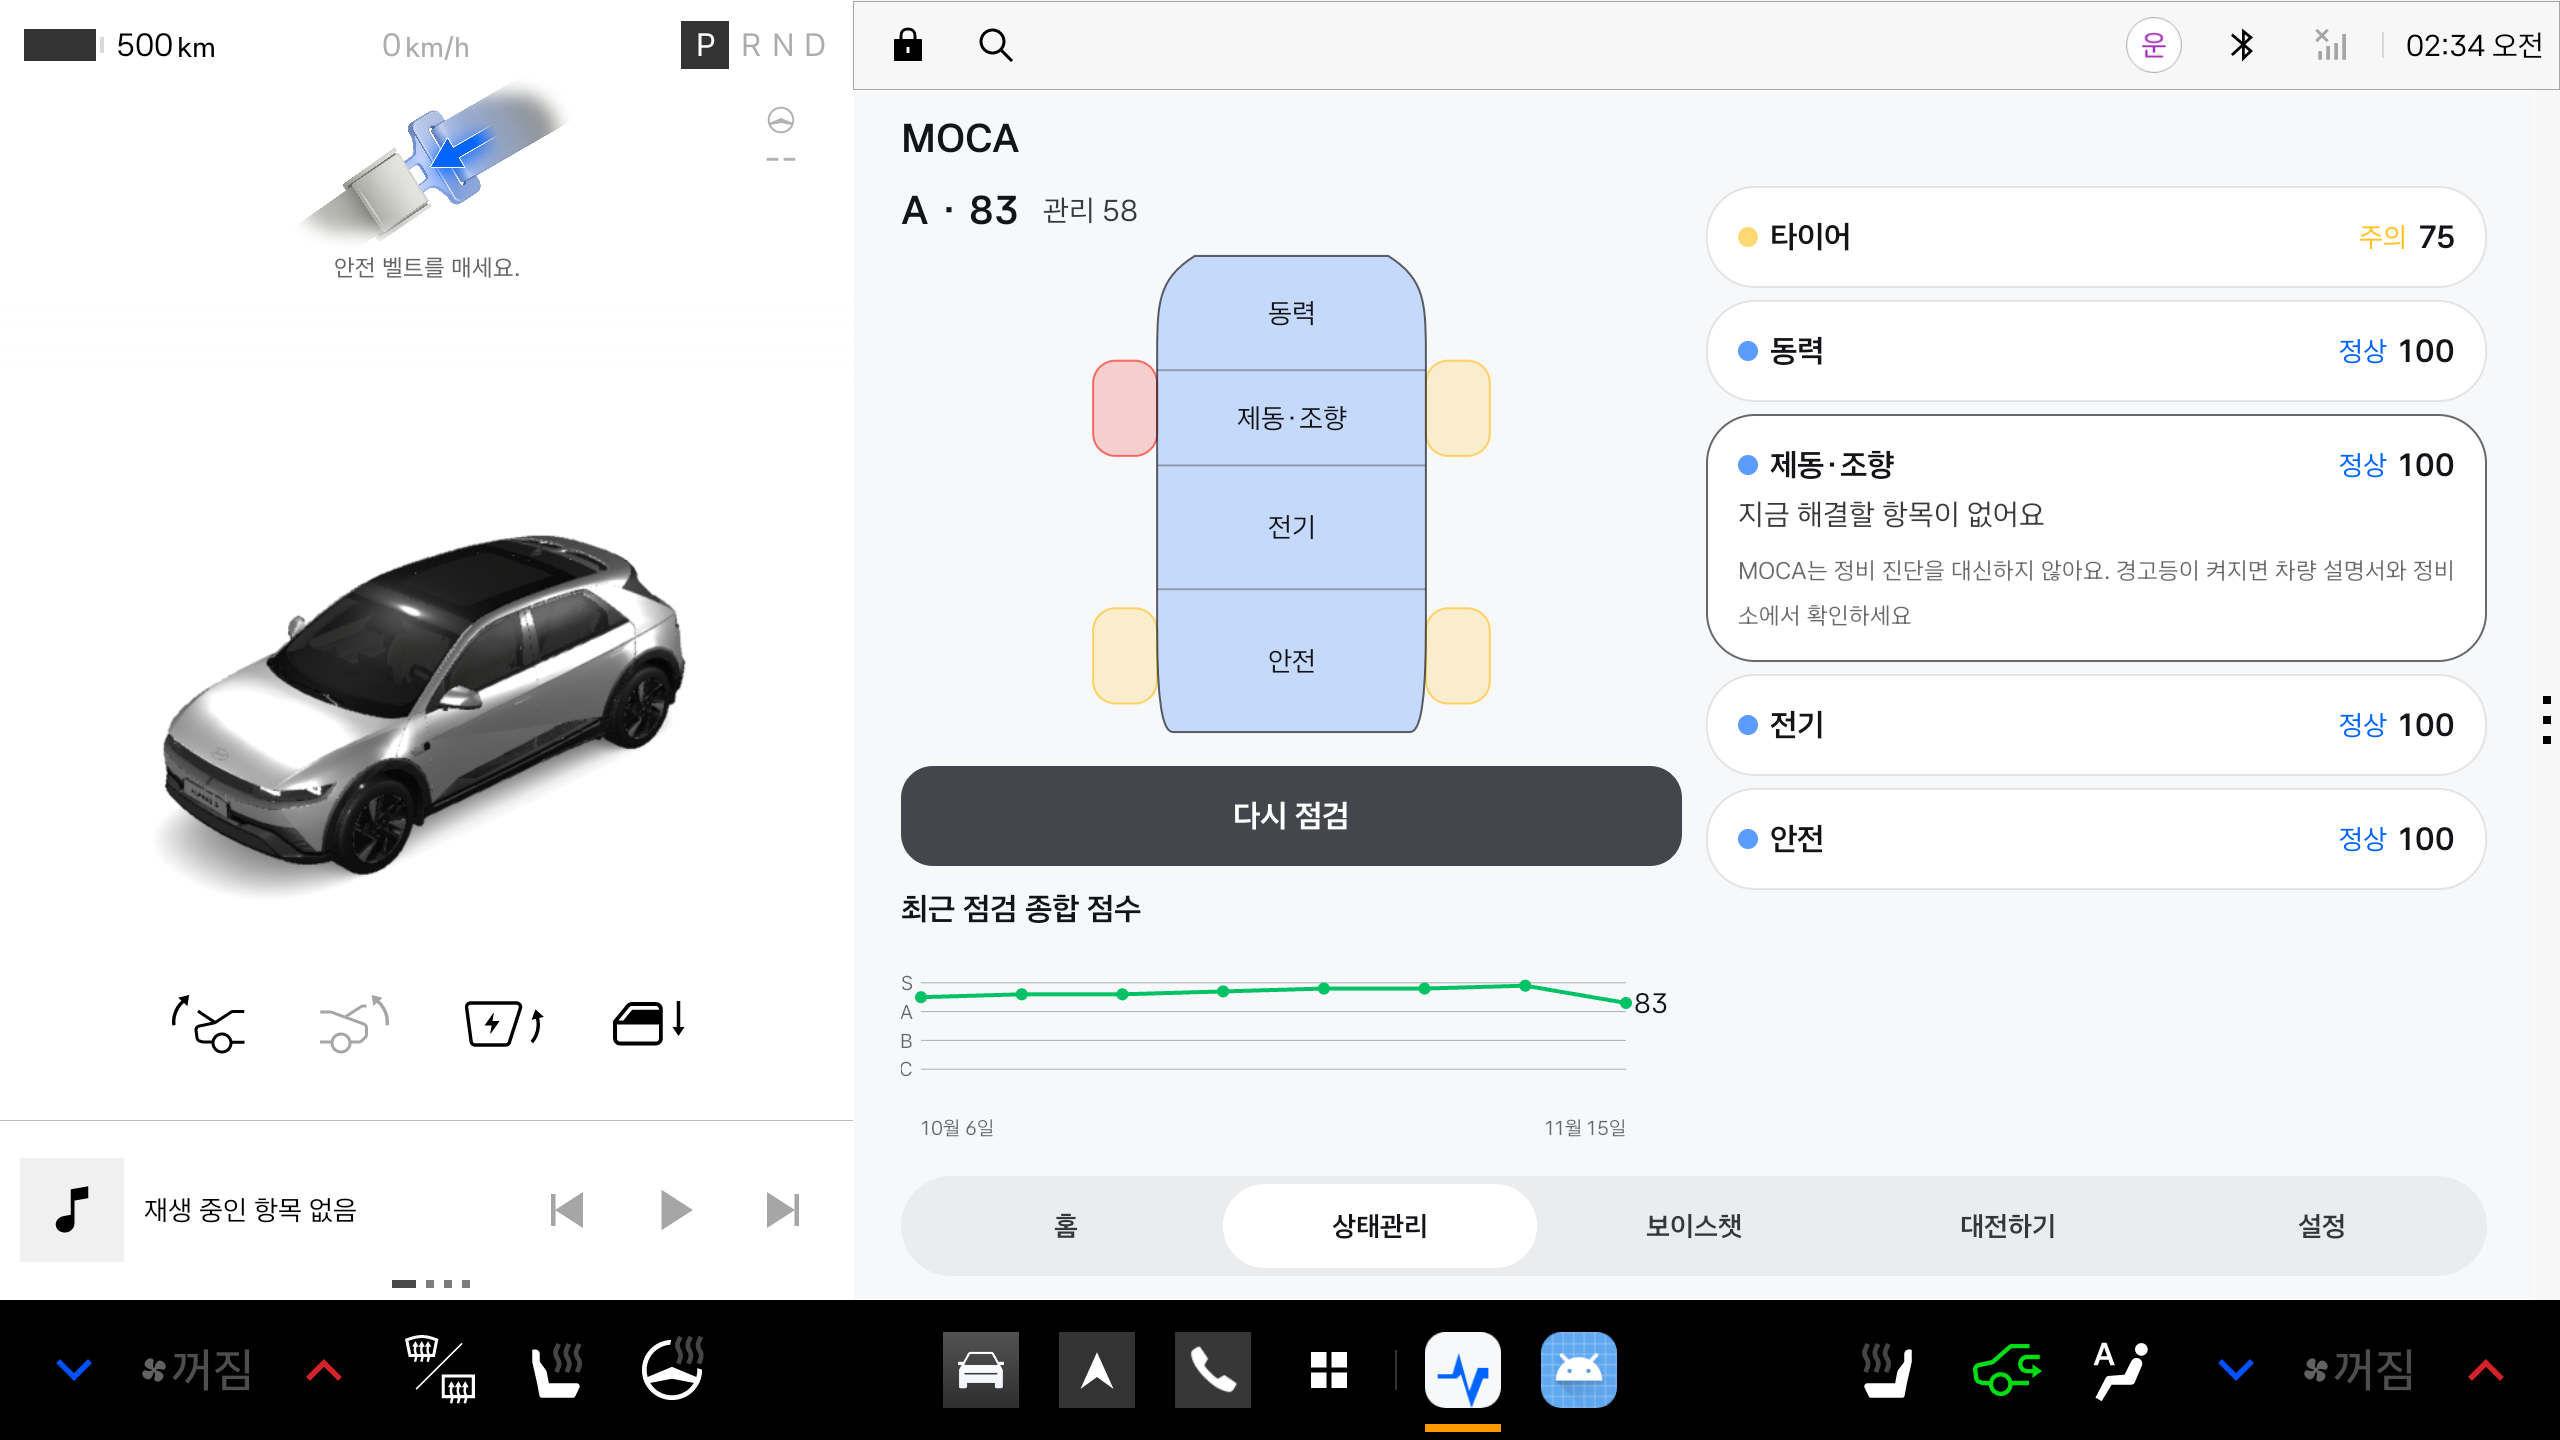 500 km
0 km/h
P R N D
안전 벨트를 매세요.
--
재생 중인 항목 없음
운
02:34 오전
MOCA
A · 83 관리 58
동력
제동·조향
전기
안전
다시 점검
최근 점검 종합 점수
S
A
B
C
83
10월 6일
11월 15일
타이어 주의 75
동력 정상 100
제동·조향 정상 100
지금 해결할 항목이 없어요
MOCA는 정비 진단을 대신하지 않아요. 경고등이 켜지면 차량 설명서와 정비
소에서 확인하세요
전기 정상 100
안전 정상 100
홈 상태관리 보이스챗 대전하기 설정
꺼짐
A
꺼짐